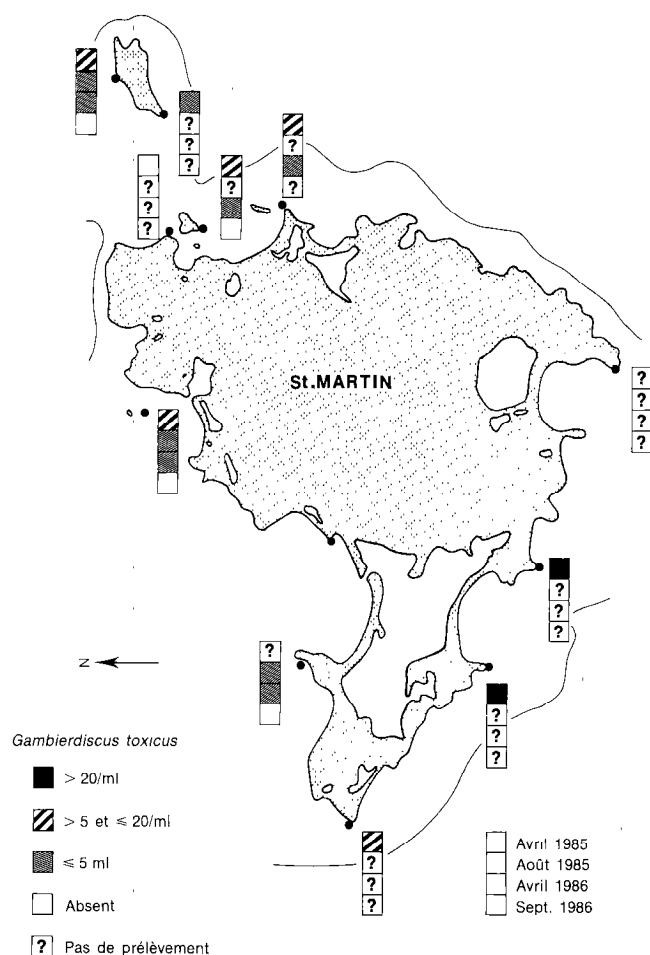 ?
?
?
?
?
?
?
?
?
?
St.MARTIN
?
?
?
?
?
?
?
?
N
?
?
?
?
Gambierdiscus toxicus
> 20/ml
> 5 et ≤ 20/ml
≤ 5 ml
Absent
? Pas de prélèvement
?
?
?
Avril 1985
Août 1985
Avril 1986
Sept. 1986